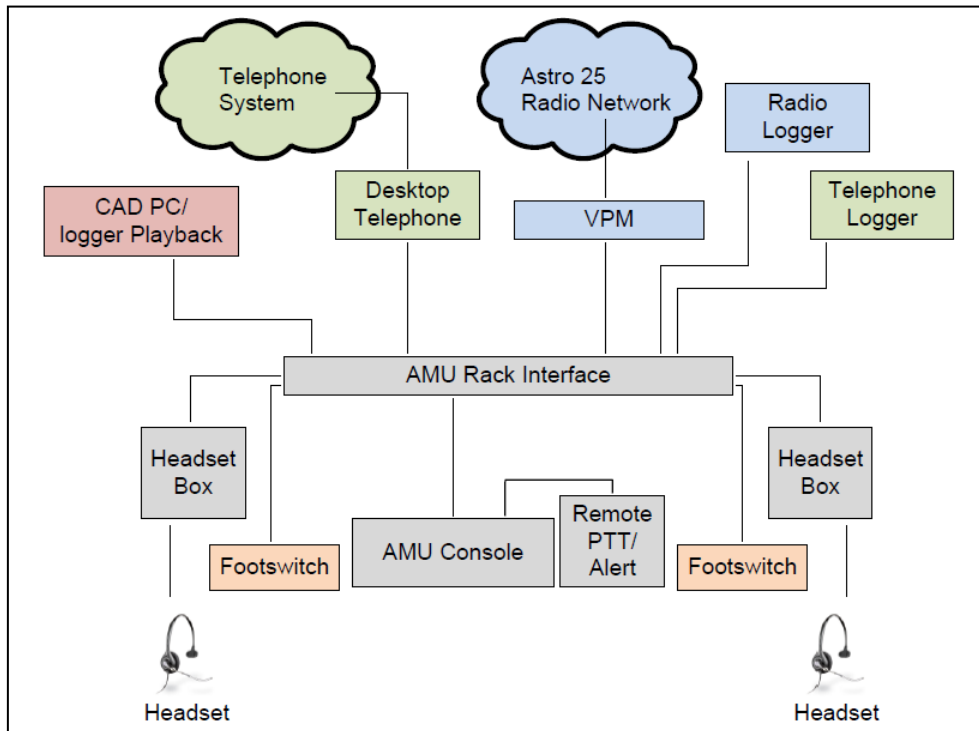 Telephone
System
Astro 25
Radio Network
Radio
Logger
CAD PC/
logger Playback
Desktop
Telephone
VPM
Telephone
Logger
AMU Rack Interface
Headset
Box
Headset
Box
Footswitch
AMU Console
Remote
PTT/
Alert
Footswitch
Headset
Headset